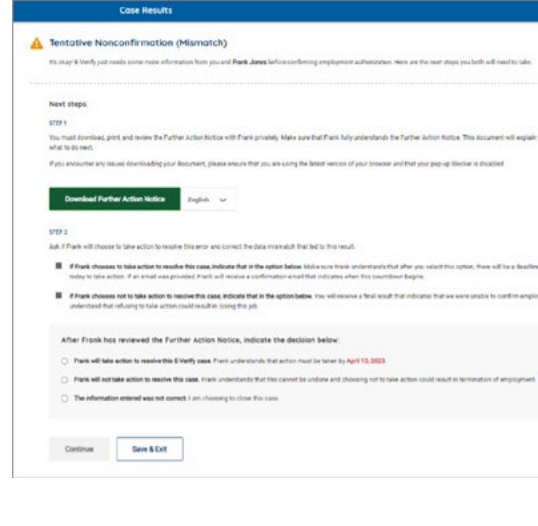 Case Results
Tentative Nonconfirmation (Mismatch)
It's okay! E-Verify just needs some more information from you and Frank Jones before confirming employment authorization. Here are the next steps you both will need to take
Next steps
STEP 1
You must download, print, and review the Further Action Notice with Frank privately. Make sure that Frank fully understands the Further Action Notice. This document will explain
what to do next.
If you encounter any issues downloading your document, please ensure that you are using the latest version of your browser and that your pop-up blocker is disabled
Download Further Action Notice English
STEP 2
Ask if Frank will choose to take action to resolve this error and correct the data mismatch that led to this result.
If Frank chooses to take action to resolve this case, indicate that in the option below. Make sure Frank understands that after you select this option, there will be a deadline
today to take action. If an email was provided, Frank will receive a confirmation email that indicates when this countdown begins.
If Frank chooses not to take action to resolve this case, indicate that in the option below. You will receive a final result that indicates that we were unable to confirm emplo
understand that refusing to take action could result in losing the job.
After Frank has reviewed the Further Action Notice, indicate the decision below:
Frank will take action to resolve this E-Verify case. Frank understands that action must be taken by April 13, 2023.
Frank will not take action to resolve this case. Frank understands that this cannot be undone and choosing not to take action could result in termination of employment.
The information entered was not correct. I am choosing to close this case.
Continue Save & Exit